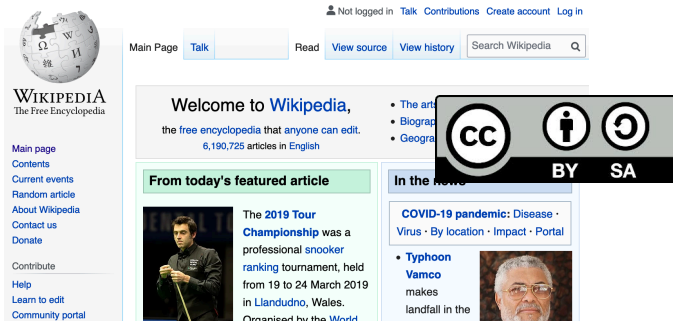 Not logged in Talk Contributions Create account Log in
Main Page Talk Read View source View history Search Wikipedia
WIKIPEDIA
The Free Encyclopedia
Main page
Contents
Current events
Random article
About Wikipedia
Contact us
Donate
Contribute
Help
Learn to edit
Community portal
Welcome to Wikipedia,
the free encyclopedia that anyone can edit.
6,190,725 articles in English
The arts
From today's featured article
The 2019 Tour
Championship was a
professional snooker
ranking tournament, held
from 19 to 24 March 2019
in Llandudno, Wales.
Organised by the World
In the news
COVID-19 pandemic: Disease ·
Virus · By location · Impact · Portal
Typhoon
Vamco
makes
landfall in the
cc
BY SA